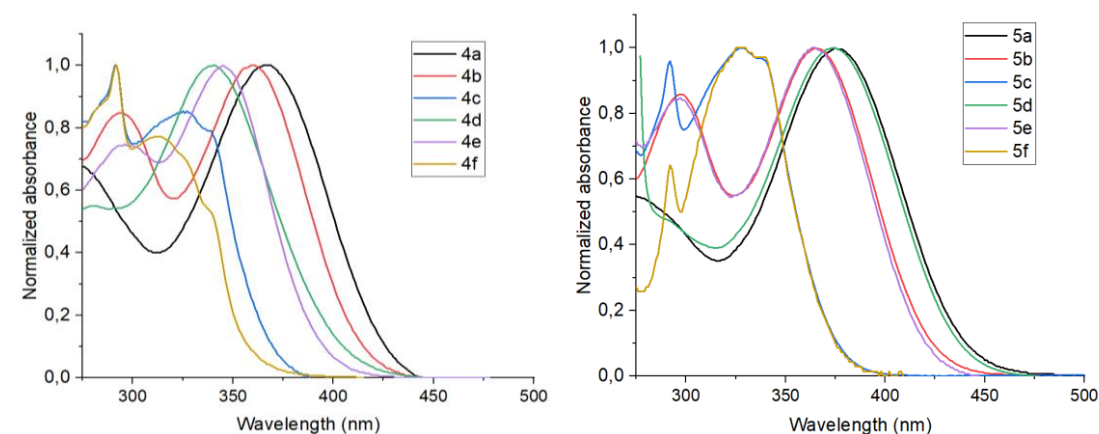 4a
4b
4c
4d
4e
4f
1,0
0,8
0,6
0,4
0,2
0,0
Normalized absorbance
300
350
400
450
500
Wavelength (nm)
5a
5b
5c
5d
5e
5f
1,0
0,8
0,6
0,4
0,2
0,0
Normalized absorbance
300
350
400
450
500
Wavelength (nm)